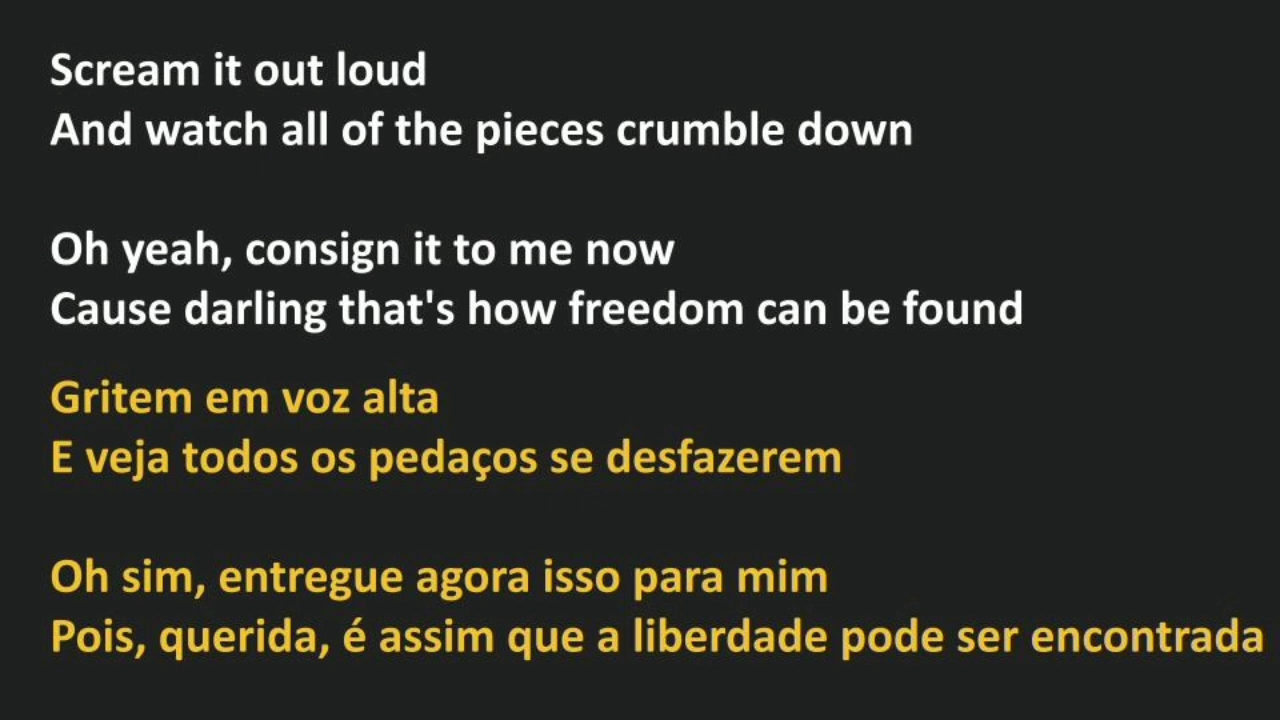 Scream it out loud
And watch all of the pieces crumble down
Oh yeah, consign it to me now
Cause darling that's how freedom can be found
Gritem em voz alta
E veja todos os pedaços se desfazerem
Oh sim, entregue agora isso para mim
Pois, querida, é assim que a liberdade pode ser encontrada